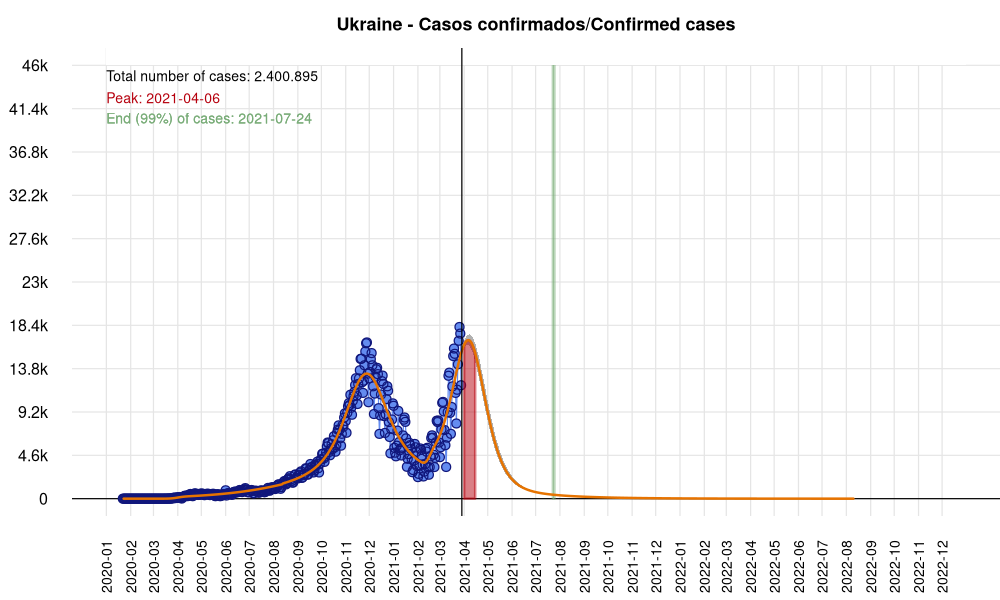 Ukraine - Casos confirmados/Confirmed cases
46k
Total number of cases: 2.400.895
Peak: 2021-04-06
41.4k
End (99%) of cases: 2021-07-24
36.8k
32.2k
27.6k
23k
18.4k
13.8k
9.2k
4.6k
0
2020-01
2020-02
2020-03
2020-04
2020-05
2020-06
2020-07
2020-08
2020-09
2020-10
2020-11
2020-12
2021-01
2021-02
2021-03
2021-04
2021-05
2021-06
2021-07
2021-08
2021-09
2021-10
2021-11
2021-12
2022-01
2022-02
2022-03
2022-04
2022-05
2022-06
2022-07
2022-08
2022-09
2022-10
2022-11
2022-12